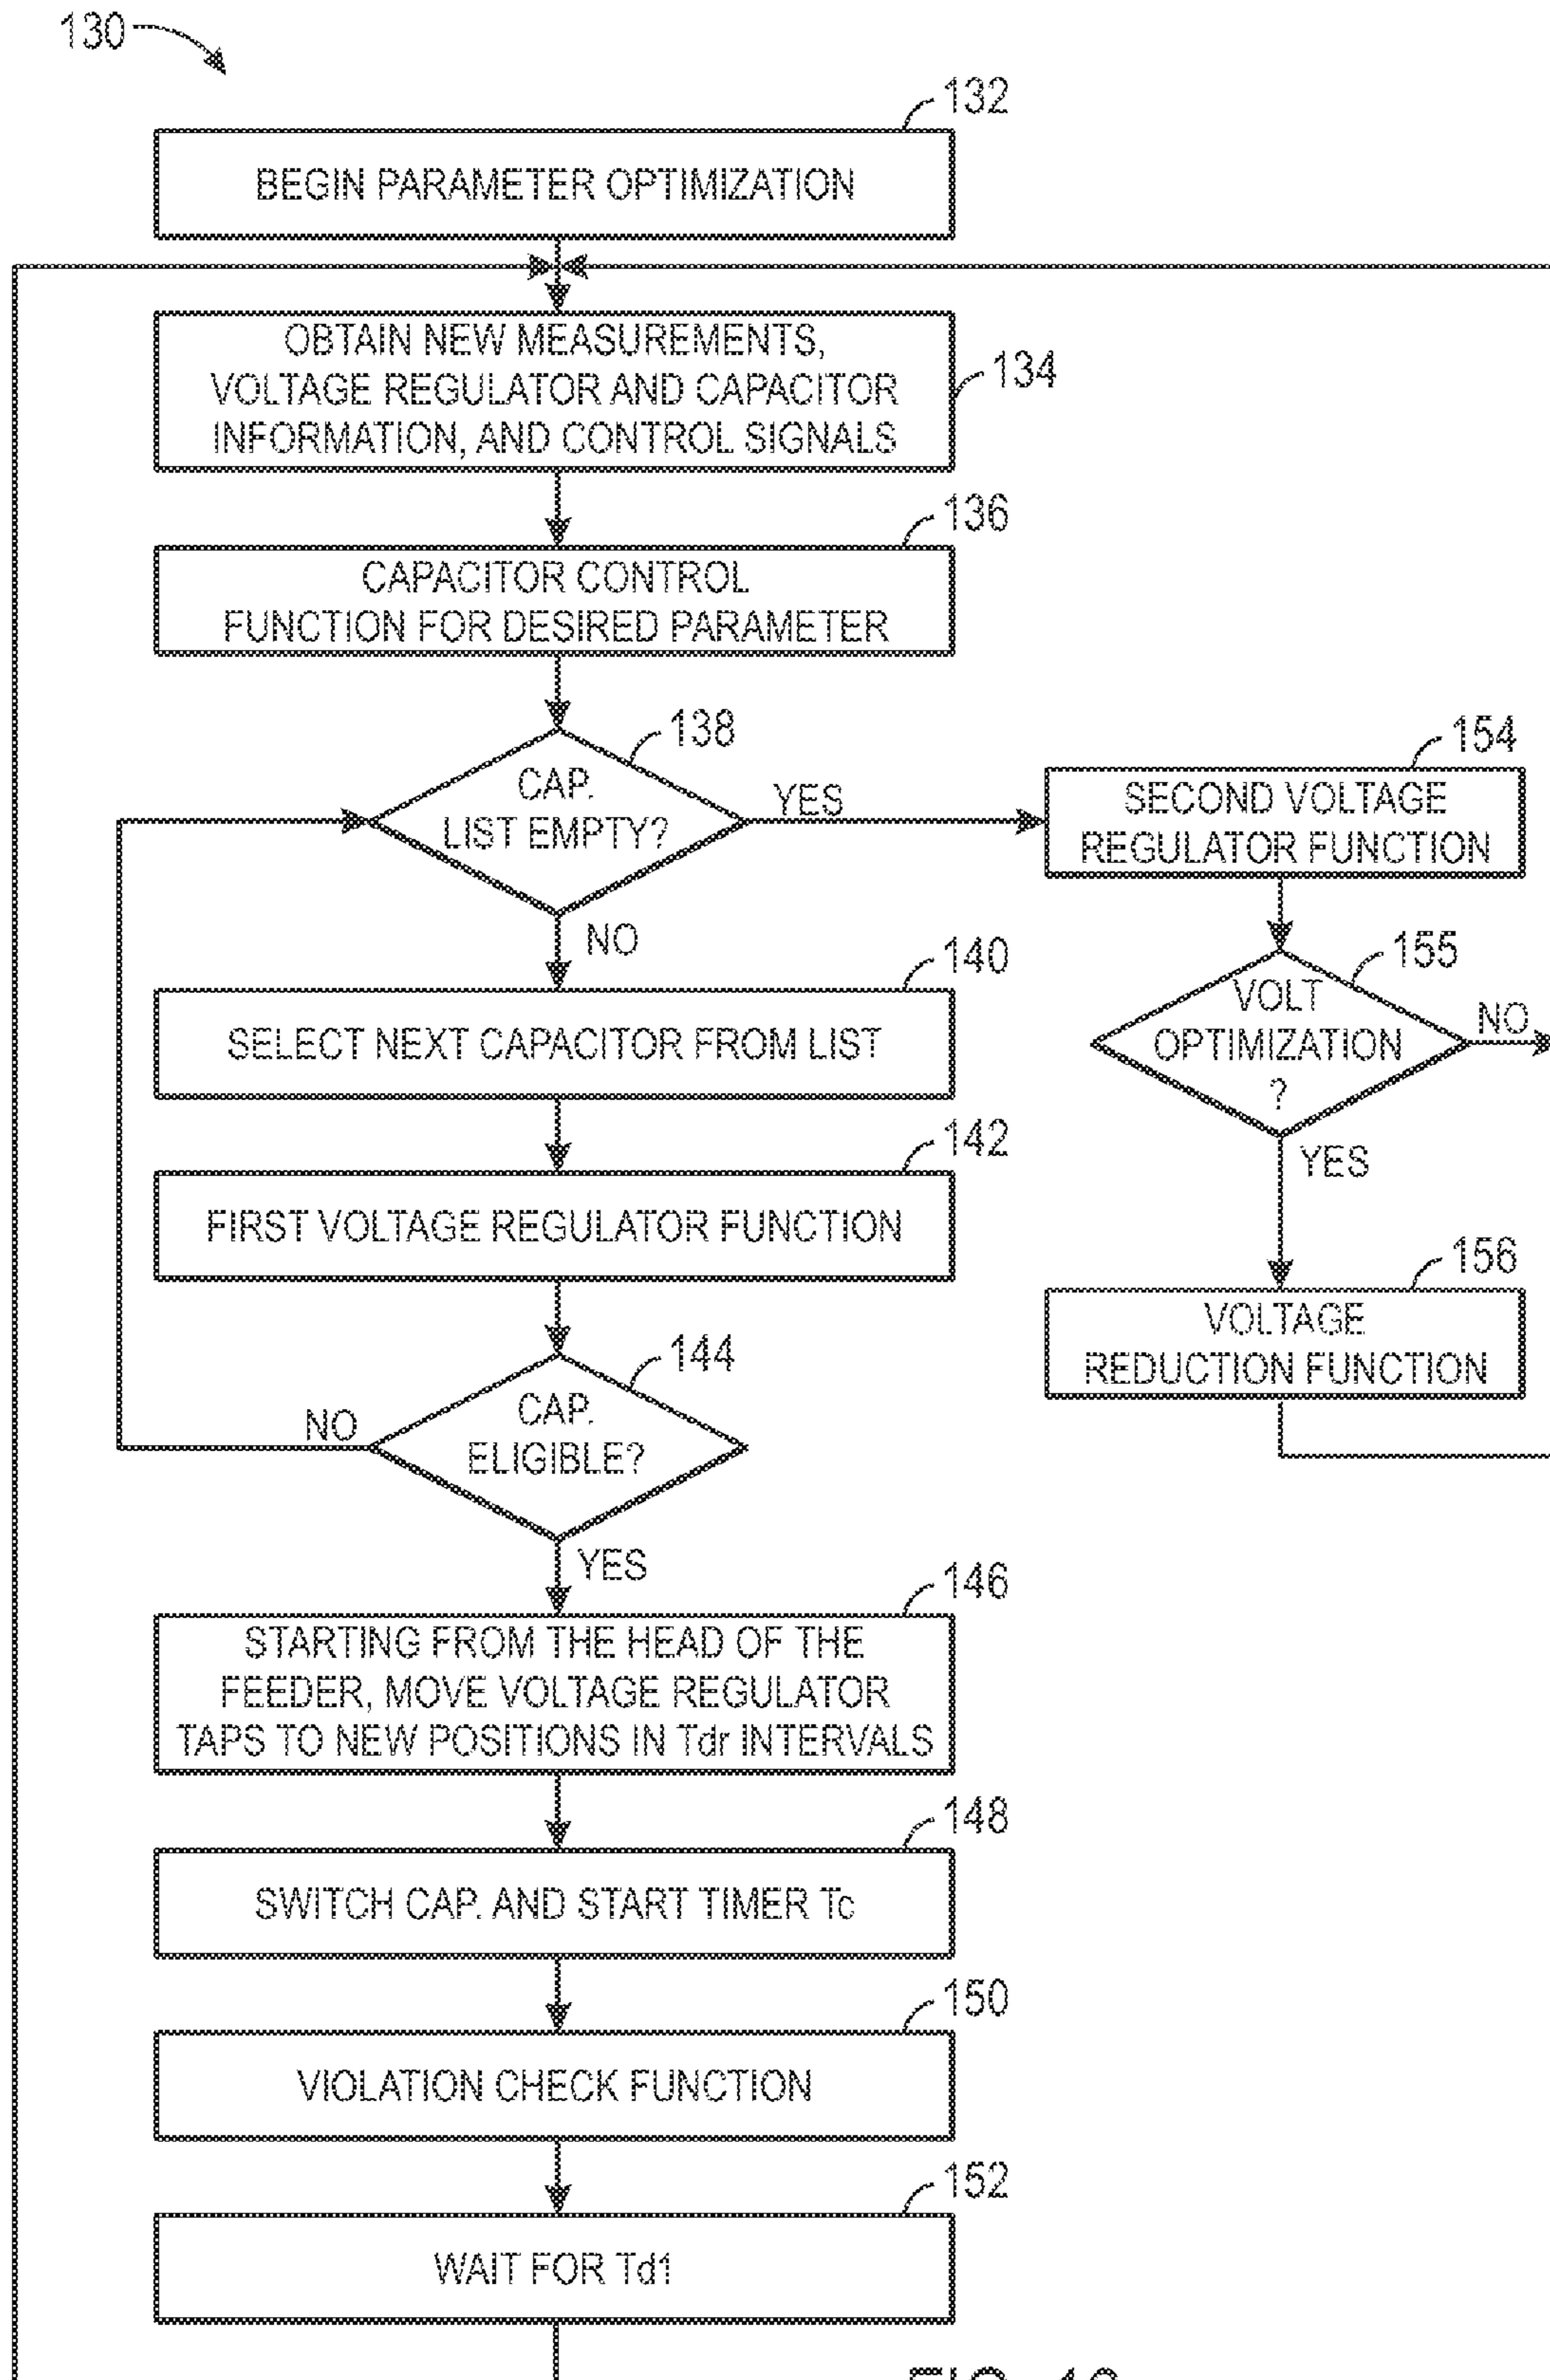 130
132
BEGIN PARAMETER OPTIMIZATION
OBTAIN NEW MEASUREMENTS,
VOLTAGE REGULATOR AND CAPACITOR
INFORMATION, AND CONTROL SIGNALS
134
136
CAPACITOR CONTROL
FUNCTION FOR DESIRED PARAMETER
138
CAP.
LIST EMPTY?
YES
NO
154
SECOND VOLTAGE
REGULATOR FUNCTION
155
VOLT
OPTIMIZATION
?
NO
YES
140
SELECT NEXT CAPACITOR FROM LIST
142
FIRST VOLTAGE REGULATOR FUNCTION
156
VOLTAGE
REDUCTION FUNCTION
144
CAP.
ELIGIBLE?
NO
YES
146
STARTING FROM THE HEAD OF THE
FEEDER, MOVE VOLTAGE REGULATOR
TAPS TO NEW POSITIONS IN Tdr INTERVALS
148
SWITCH CAP. AND START TIMER Tc
150
VIOLATION CHECK FUNCTION
152
WAIT FOR Td1